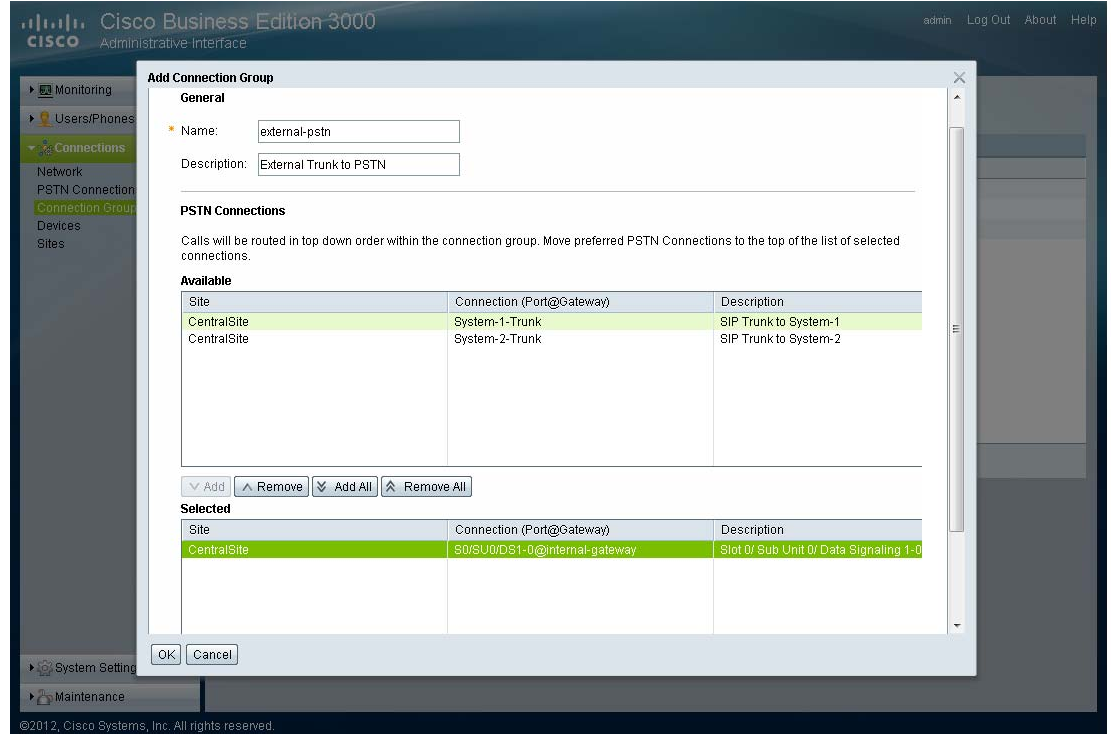 CISCO
Cisco Business Edition 3000
Administrative Interface
admin Log Out About Help
Monitoring
Users/Phones
Connections
Network
PSTN Connection
Connection Group
Devices
Sites
System Setting
Maintenance
Add Connection Group
General
* Name: external-pstn
Description: External Trunk to PSTN
PSTN Connections
Calls will be routed in top down order within the connection group. Move preferred PSTN Connections to the top of the list of selected
connections.
Available
Site Connection (Port@Gateway) Description
CentralSite System-1-Trunk SIP Trunk to System-1
CentralSite System-2-Trunk SIP Trunk to System-2
Add Remove Add All Remove All
Selected
Site Connection (Port@Gateway) Description
CentralSite S0/SU0/DS1-0@internal-gateway Slot 0/ Sub Unit 0/ Data Signaling 1-0
OK Cancel
©2012, Cisco Systems, Inc. All rights reserved.